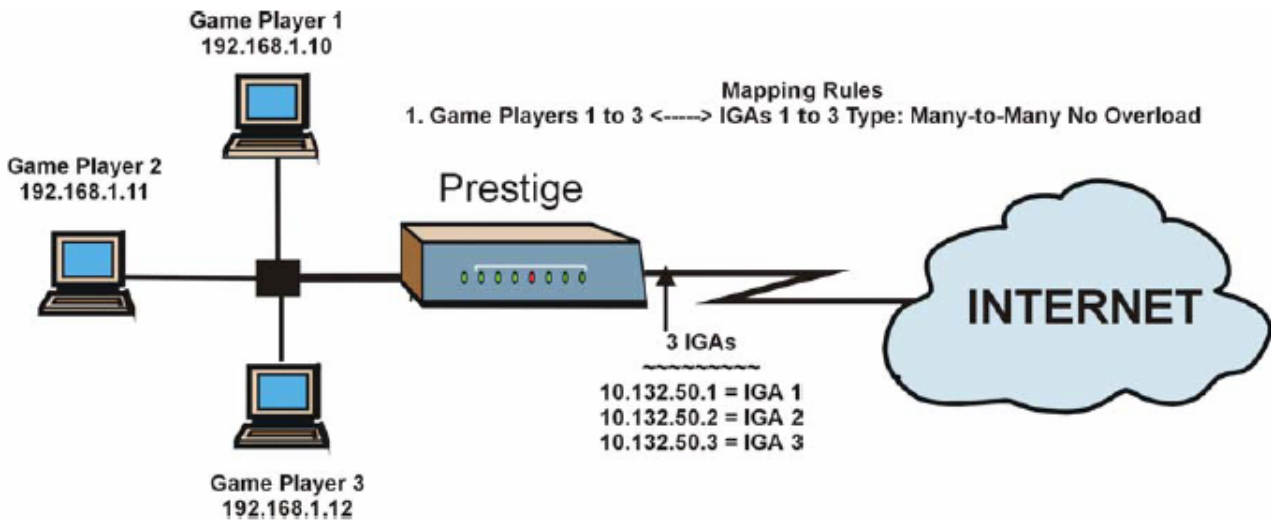 Game Player 1
192.168.1.10
Mapping Rules
1. Game Players 1 to 3 <-----> IGAs 1 to 3 Type: Many-to-Many No Overload
Game Player 2
192.168.1.11
Prestige
INTERNET
3 IGAs
~~~~~~~~~
10.132.50.1 = IGA 1
10.132.50.2 = IGA 2
10.132.50.3 = IGA 3
Game Player 3
192.168.1.12